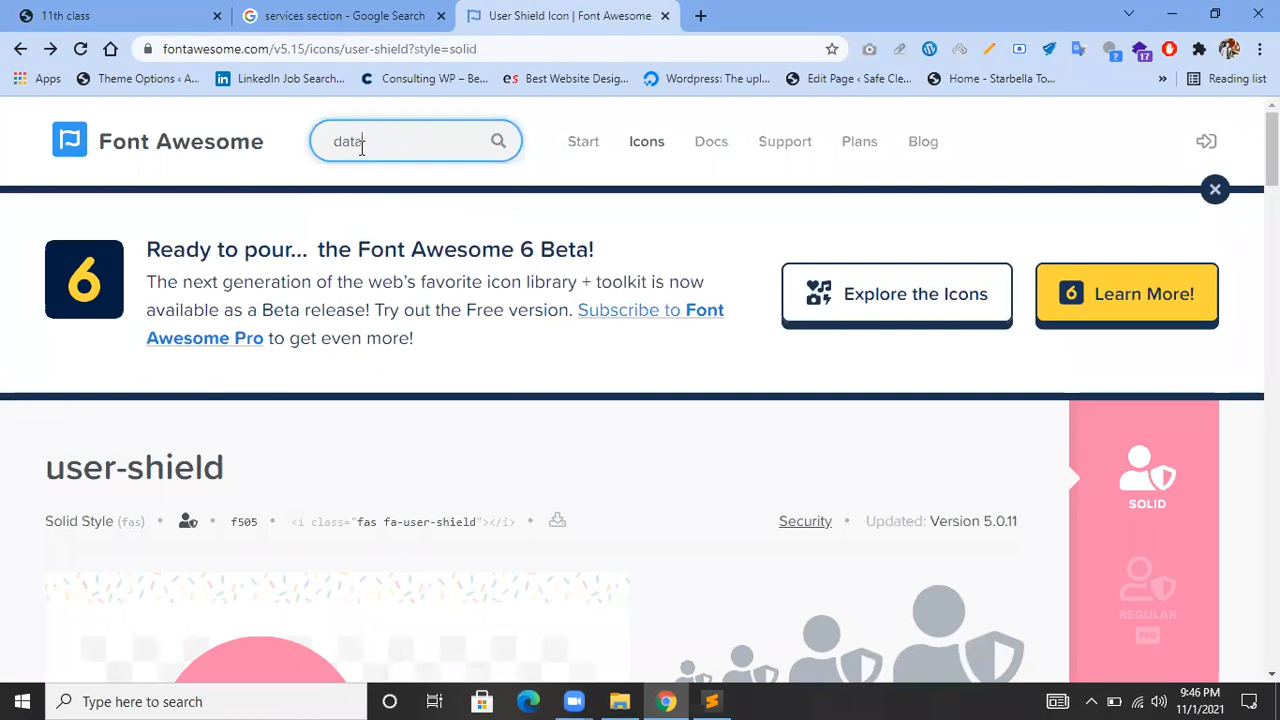 11th class
services section - Google Search
User Shield Icon | Font Awesome
fontawesome.com/v5.15/icons/user-shield?style=solid
?
17
Apps
Theme Options ‹ A...
LinkedIn Job Search...
Consulting WP – Be...
es Best Website Desig...
Wordpress: The upl...
Edit Page ‹ Safe Cle...
Home - Starbella To...
»
Reading list
Font Awesome
data
Start
Icons
Docs
Support
Plans
Blog
6
Ready to pour... the Font Awesome 6 Beta!
The next generation of the web's favorite icon library + toolkit is now
available as a Beta release! Try out the Free version. Subscribe to Font
Awesome Pro to get even more!
Explore the Icons
6 Learn More!
user-shield
SOLID
Solid Style (fas) • • f505 • <i class="fas fa-user-shield"></i> •
Security • Updated: Version 5.0.11
REGULAR
PRO
Type here to search
9:46 PM
11/1/2021